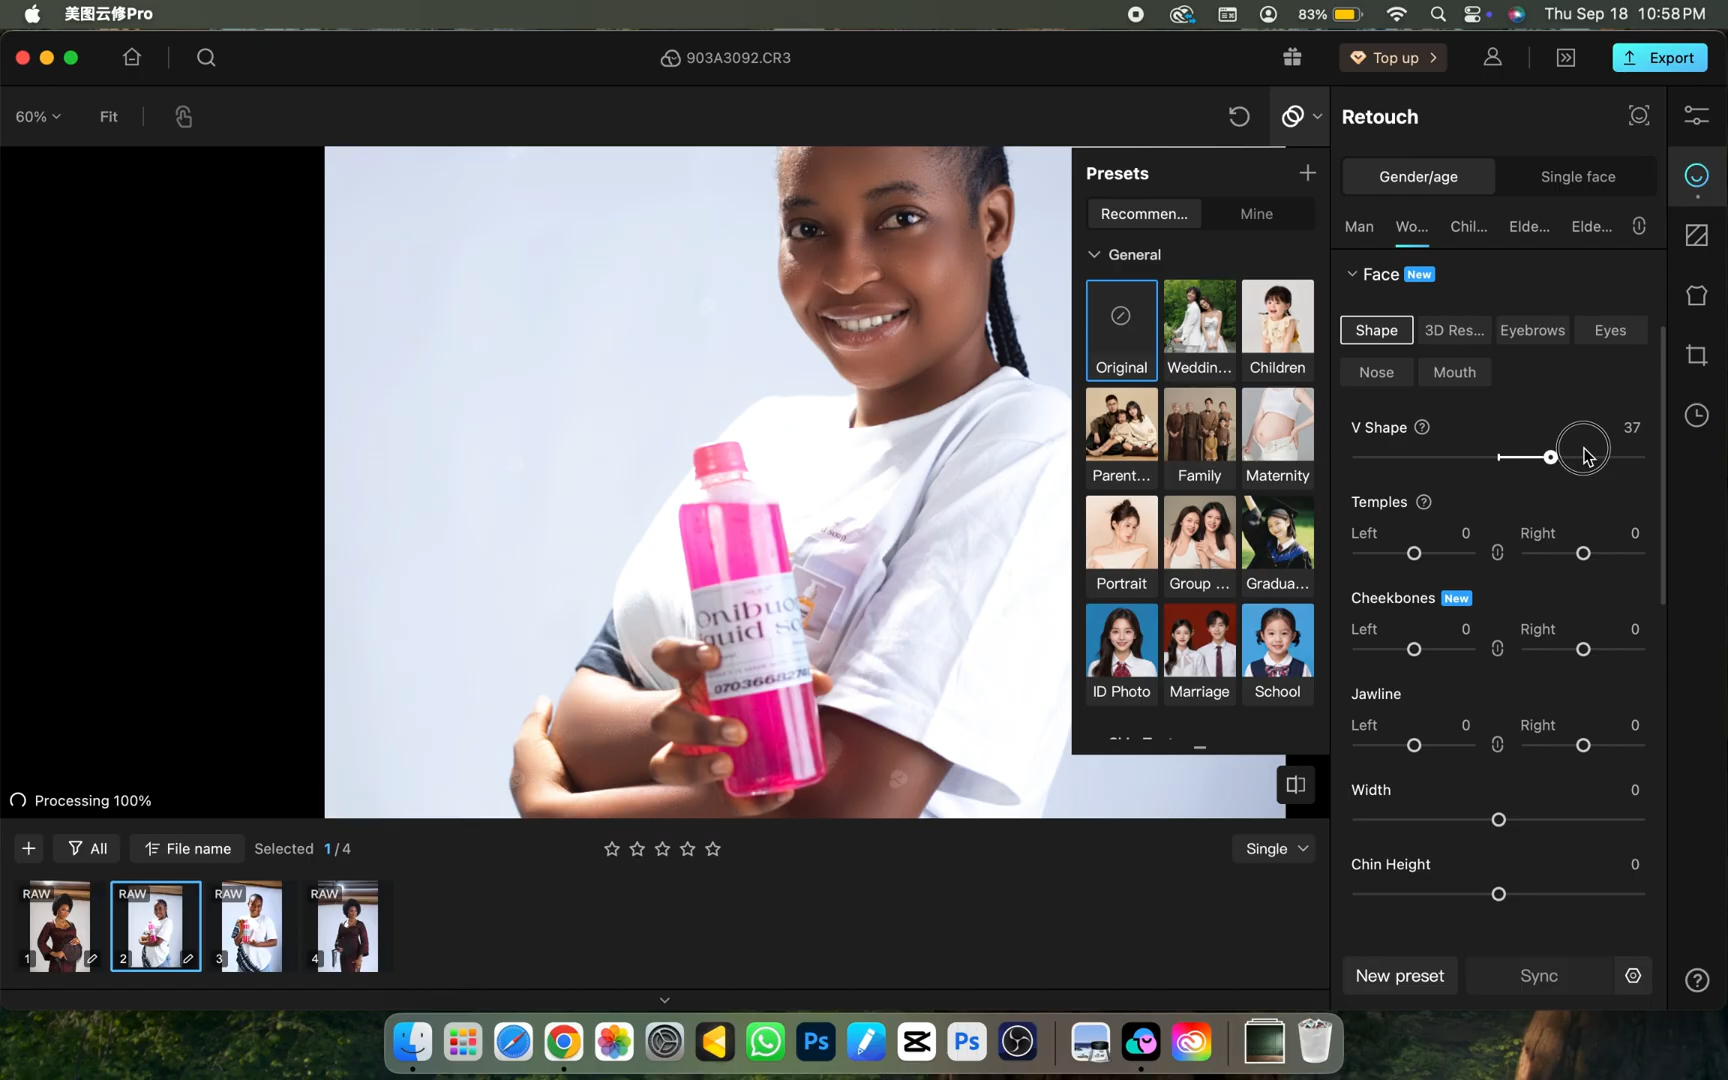 美图云修Pro
83%
Thu Sep 18 10:58PM
903A3092.CR3
Top up
Export
60%
Fit
Retouch
Gender/age
Single face
Man
Wo...
Chil...
Elde...
Elde...
Presets
Recommen...
Mine
General
Original
Weddin...
Children
Parent...
Family
Maternity
Portrait
Group ...
Gradua...
ID Photo
Marriage
School
Face New
Shape
3D Res...
Eyebrows
Eyes
Nose
Mouth
V Shape
37
Temples
Left 0 Right 0
Cheekbones New
Left 0 Right 0
Jawline
Left 0 Right 0
Width 0
Chin Height 0
New preset
Sync
Processing 100%
All
File name
Selected 1/4
Single
RAW
1
RAW
2
RAW
3
RAW
4
Ps
Ps